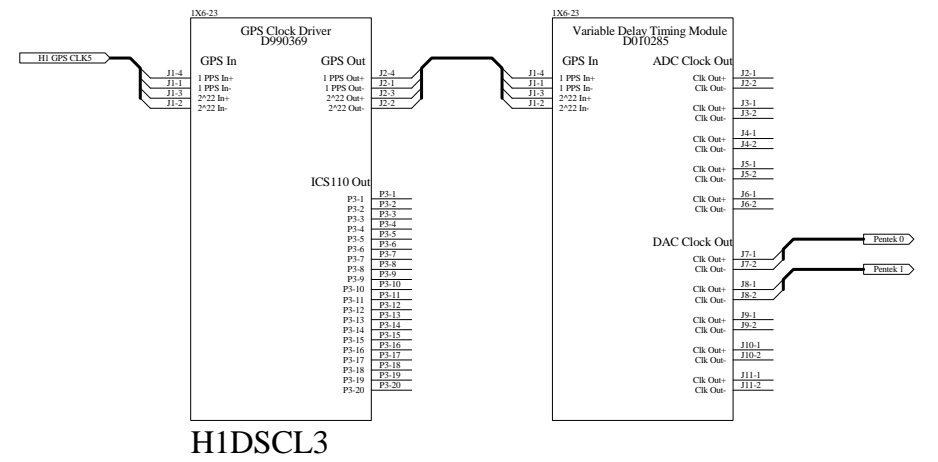 1X6-23
GPS Clock Driver
D990369
H1 GPS CLK5
GPS In
GPS Out
J1-4
1 PPS In+
J1-1
1 PPS In-
J1-3
2^22 In+
J1-2
2^22 In-
1 PPS Out+
J2-4
1 PPS Out-
J2-1
2^22 Out+
J2-3
2^22 Out-
J2-2
ICS110 Out
P3-1
P3-1
P3-2
P3-2
P3-3
P3-3
P3-4
P3-4
P3-5
P3-5
P3-6
P3-6
P3-7
P3-7
P3-8
P3-8
P3-9
P3-9
P3-10
P3-10
P3-11
P3-11
P3-12
P3-12
P3-13
P3-13
P3-14
P3-14
P3-15
P3-15
P3-16
P3-16
P3-17
P3-17
P3-18
P3-18
P3-19
P3-19
P3-20
P3-20
H1DSCL3
1X6-23
Variable Delay Timing Module
D010285
GPS In
ADC Clock Out
J1-4
1 PPS In+
J1-1
1 PPS In-
J1-3
2^22 In+
J1-2
2^22 In-
Clk Out+
J2-1
Clk Out-
J2-2
Clk Out+
J3-1
Clk Out-
J3-2
Clk Out+
J4-1
Clk Out-
J4-2
Clk Out+
J5-1
Clk Out-
J5-2
Clk Out+
J6-1
Clk Out-
J6-2
DAC Clock Out
Clk Out+
J7-1
Clk Out-
J7-2
Pentek 0
Clk Out+
J8-1
Clk Out-
J8-2
Pentek 1
Clk Out+
J9-1
Clk Out-
J9-2
Clk Out+
J10-1
Clk Out-
J10-2
Clk Out+
J11-1
Clk Out-
J11-2